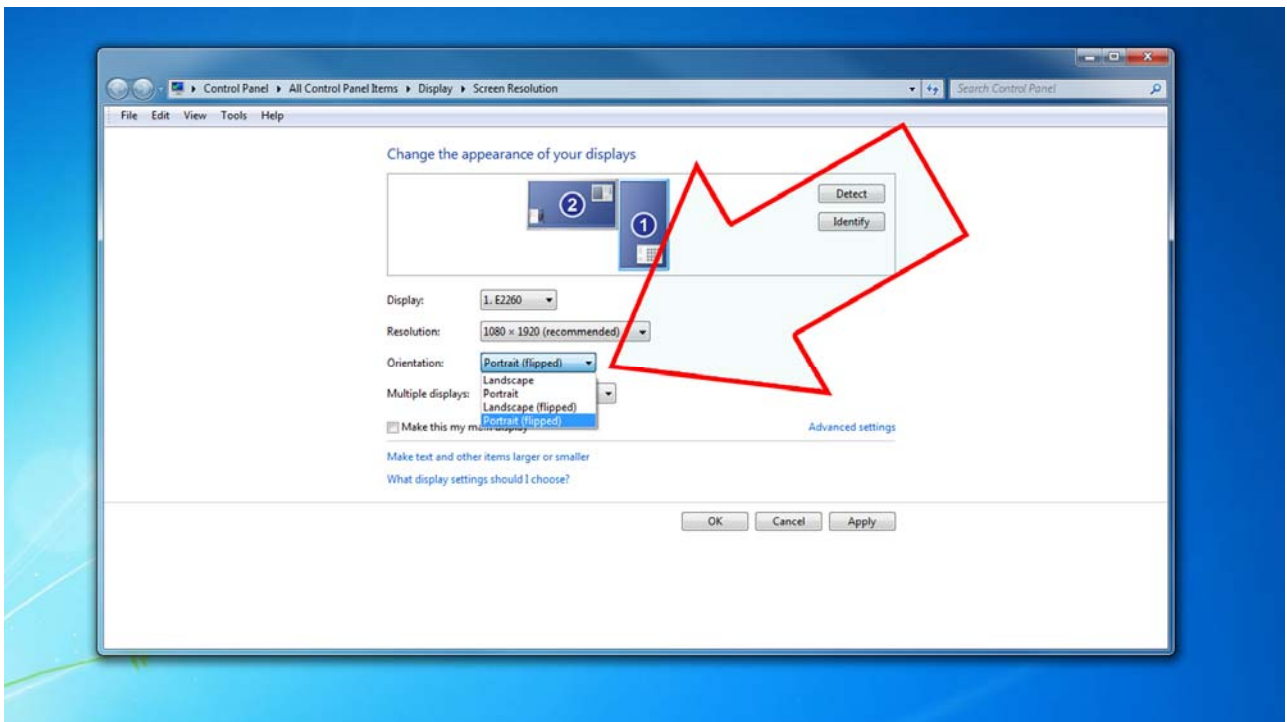 Control Panel ▸ All Control Panel Items ▸ Display ▸ Screen Resolution
Search Control Panel
File Edit View Tools Help
Change the appearance of your displays
2
1
Detect
Identify
Display: 1. E2260
Resolution: 1080 × 1920 (recommended)
Orientation: Portrait (flipped)
Landscape
Multiple displays: Portrait
Landscape (flipped)
Portrait (flipped)
Make this my main display
Advanced settings
Make text and other items larger or smaller
What display settings should I choose?
OK Cancel Apply